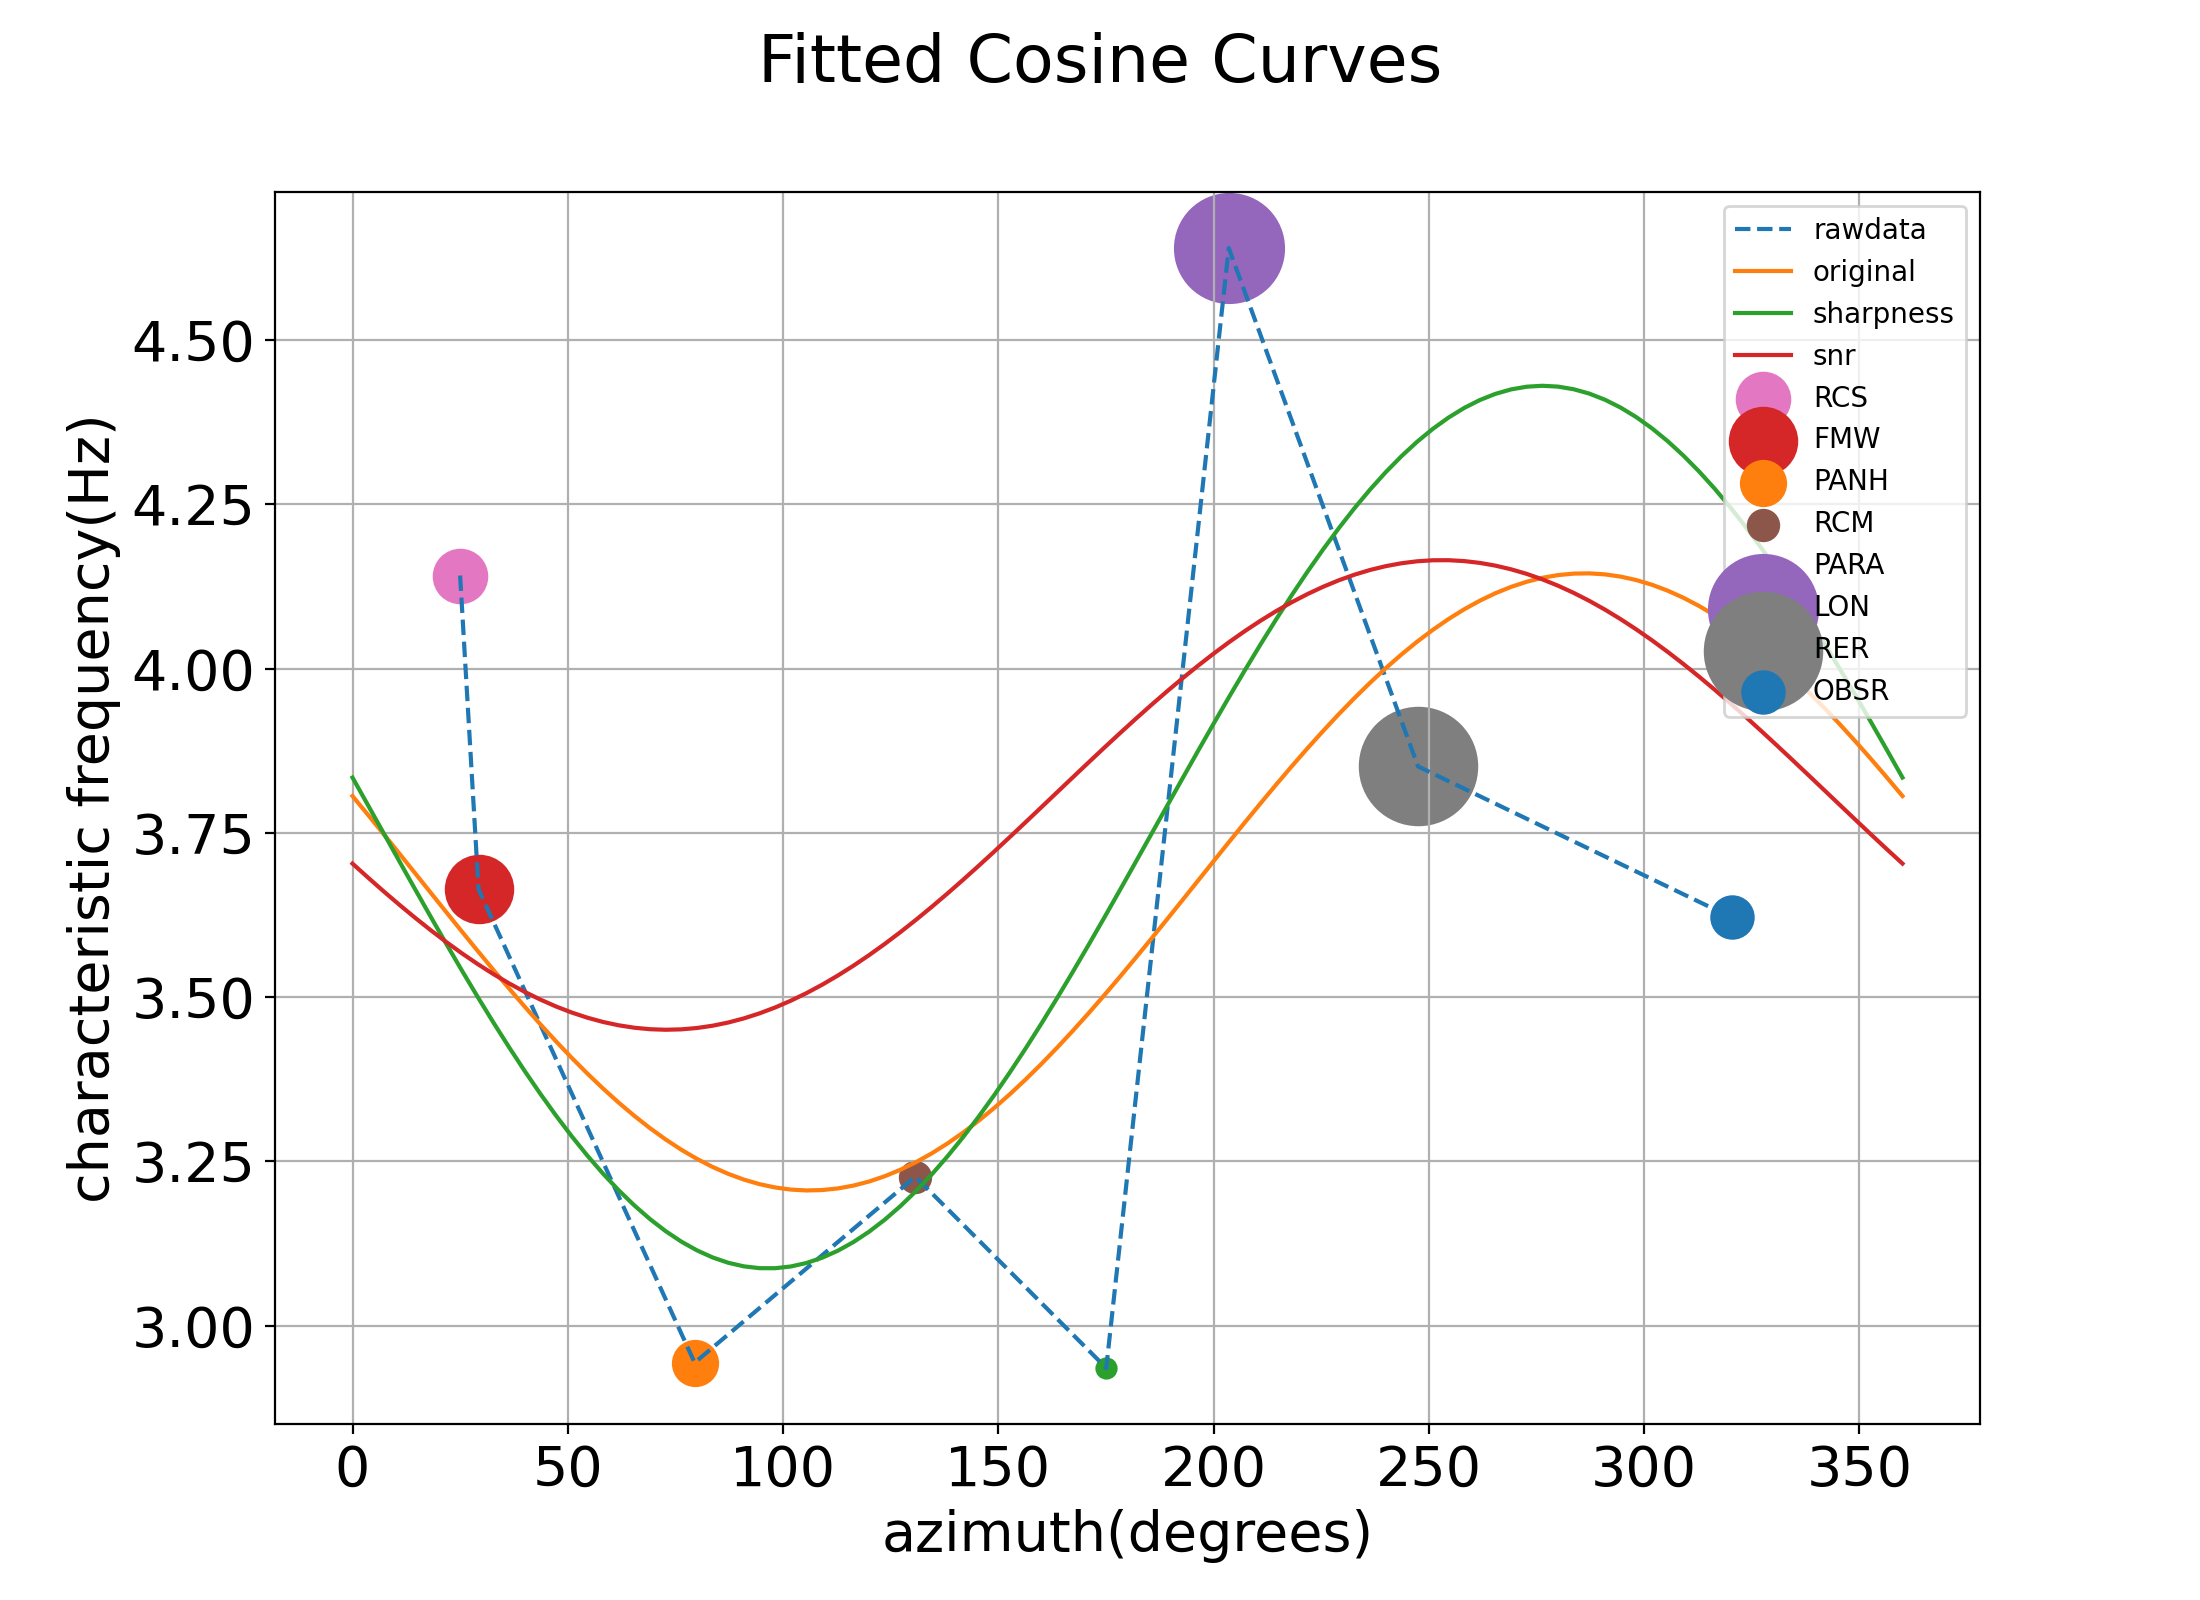 Fitted Cosine Curves
characteristic frequency(Hz)
4.50
4.25
4.00
3.75
3.50
3.25
3.00
rawdata
original
sharpness
snr
RCS
FMW
PANH
RCM
PARA
LON
RER
OBSR
0 50 100 150 200 250 300 350
azimuth(degrees)